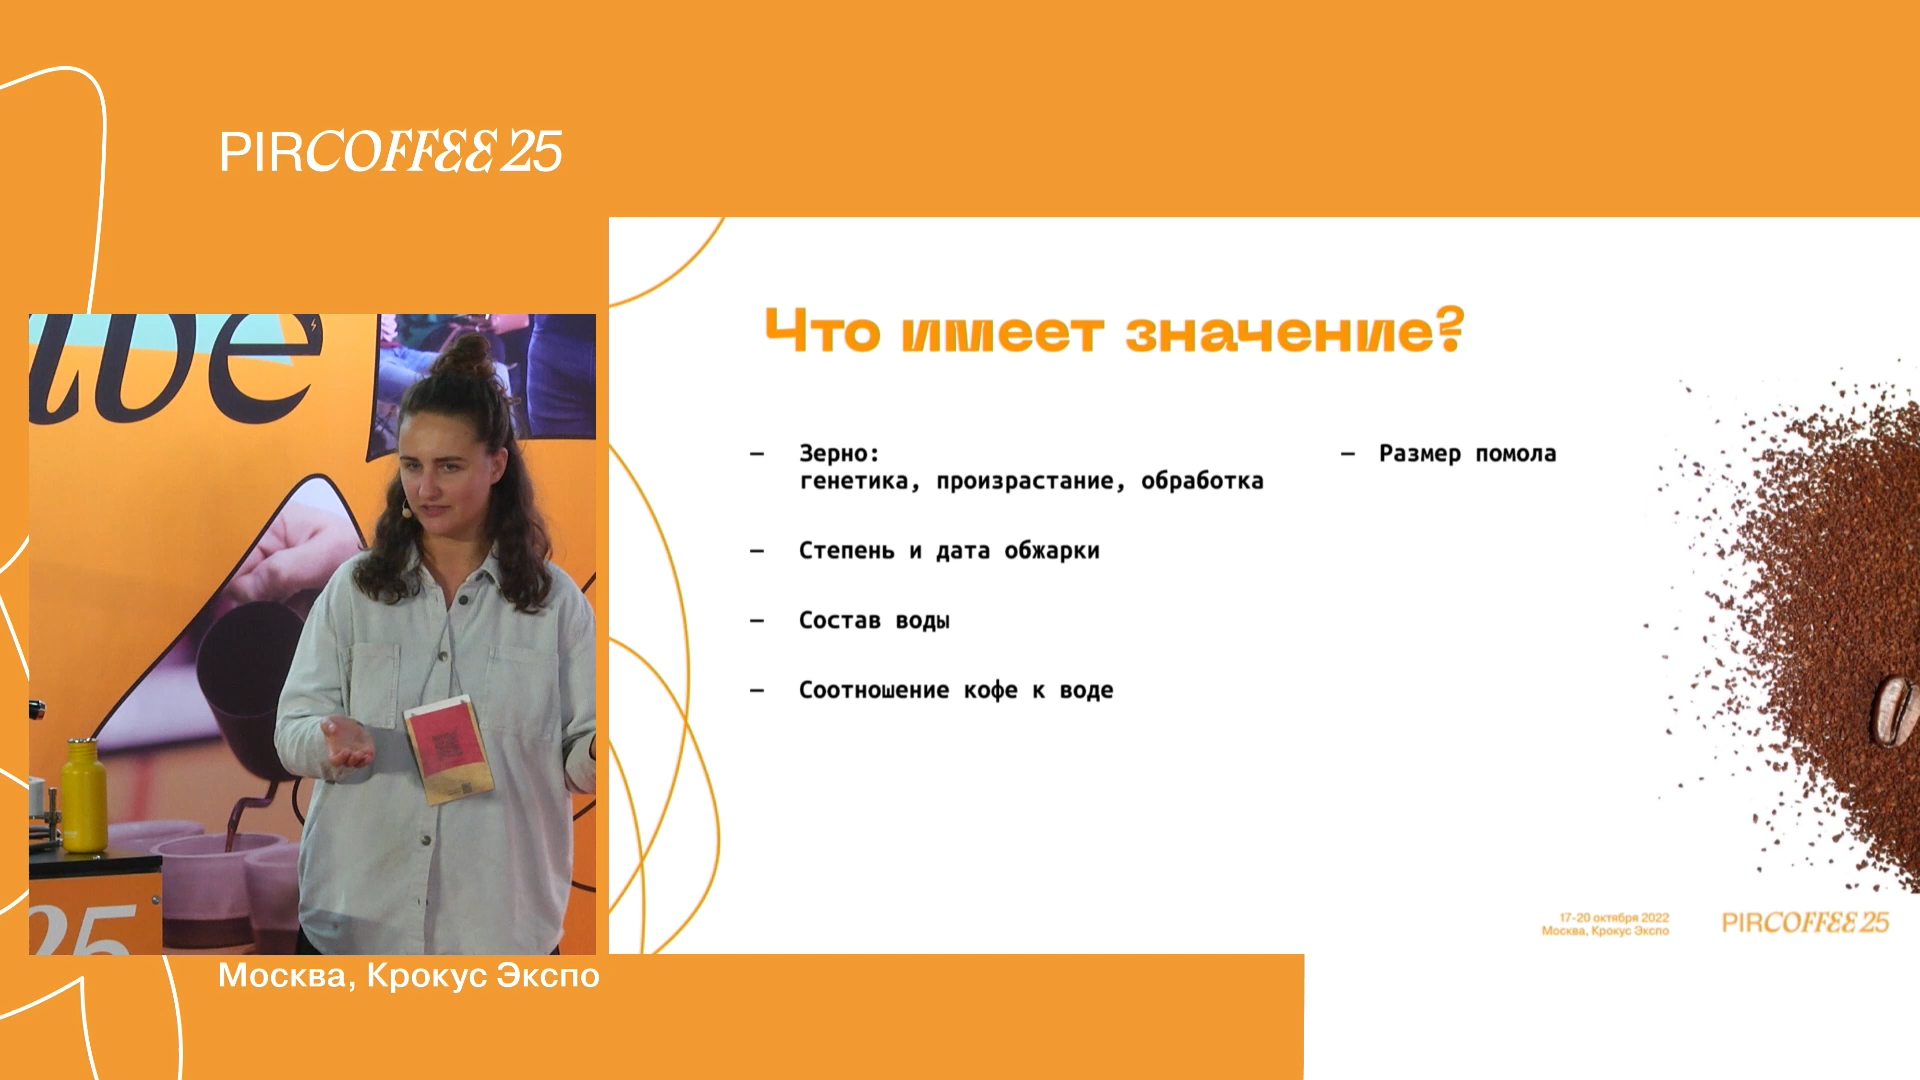 PIRCOFFEE 25
Что имеет значение?
– Зерно:
генетика, произрастание, обработка
– Степень и дата обжарки
– Состав воды
– Соотношение кофе к воде
– Размер помола
17-20 октября 2022
Москва, Крокус Экспо
PIRCOFFEE 25
25
Москва, Крокус Экспо